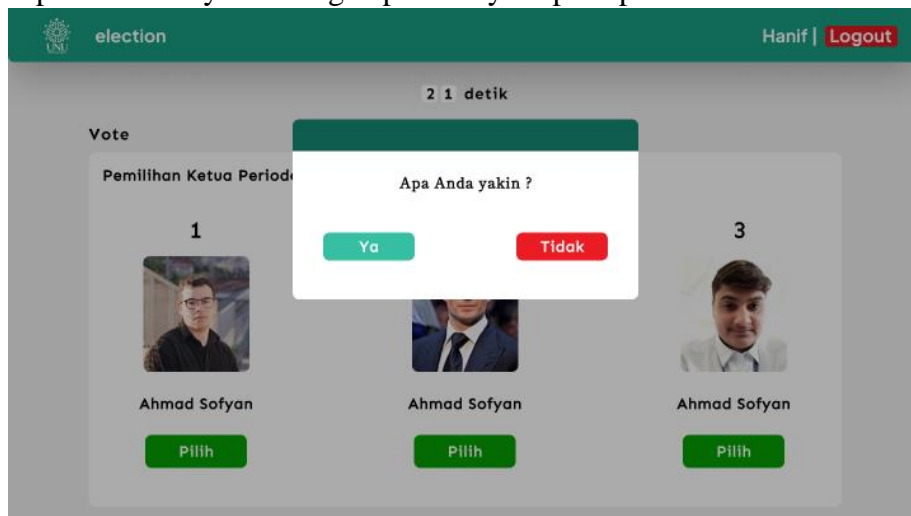 UNU
election
Hanif | Logout
2 1 detik
Vote
Pemilihan Ketua Periode
Apa Anda yakin ?
Ya
Tidak
1
3
Ahmad Sofyan
Ahmad Sofyan
Ahmad Sofyan
Pilih
Pilih
Pilih